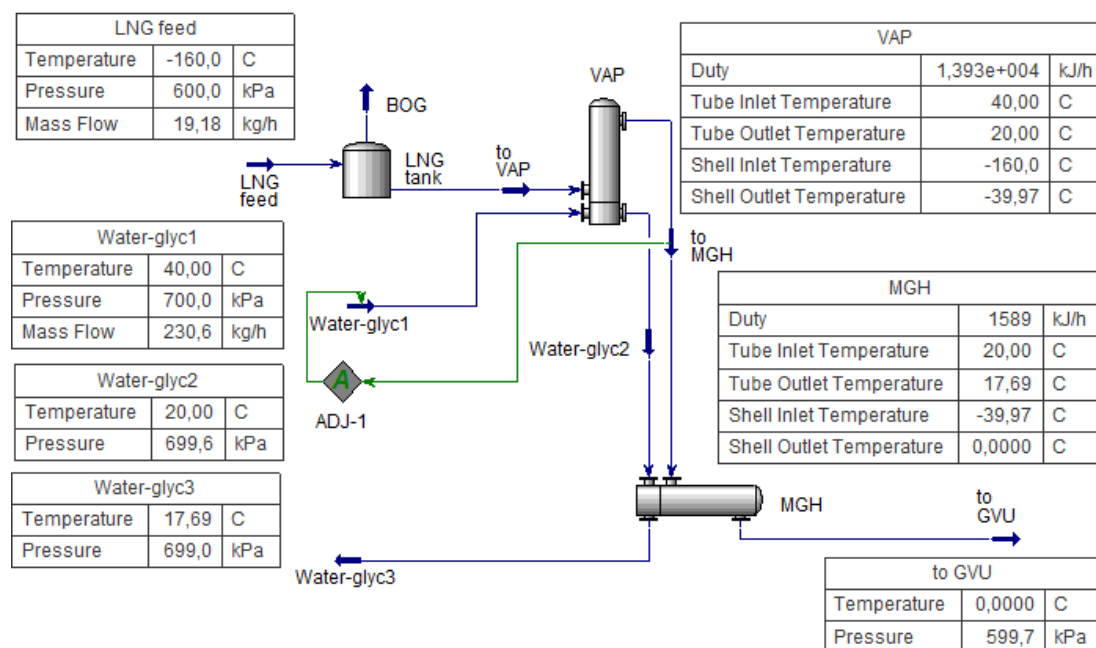 LNG feed
Temperature -160,0 C
Pressure 600,0 kPa
Mass Flow 19,18 kg/h
BOG
LNG
feed
LNG
tank
to
VAP
VAP
VAP
Duty 1,393e+004 kJ/h
Tube Inlet Temperature 40,00 C
Tube Outlet Temperature 20,00 C
Shell Inlet Temperature -160,0 C
Shell Outlet Temperature -39,97 C
Water-glyc1
Temperature 40,00 C
Pressure 700,0 kPa
Mass Flow 230,6 kg/h
to
MGH
Water-glyc1
Water-glyc2
A
ADJ-1
MGH
Duty 1589 kJ/h
Tube Inlet Temperature 20,00 C
Tube Outlet Temperature 17,69 C
Shell Inlet Temperature -39,97 C
Shell Outlet Temperature 0,0000 C
Water-glyc2
Temperature 20,00 C
Pressure 699,6 kPa
Water-glyc3
Temperature 17,69 C
Pressure 699,0 kPa
MGH
to
GVU
Water-glyc3
to GVU
Temperature 0,0000 C
Pressure 599,7 kPa